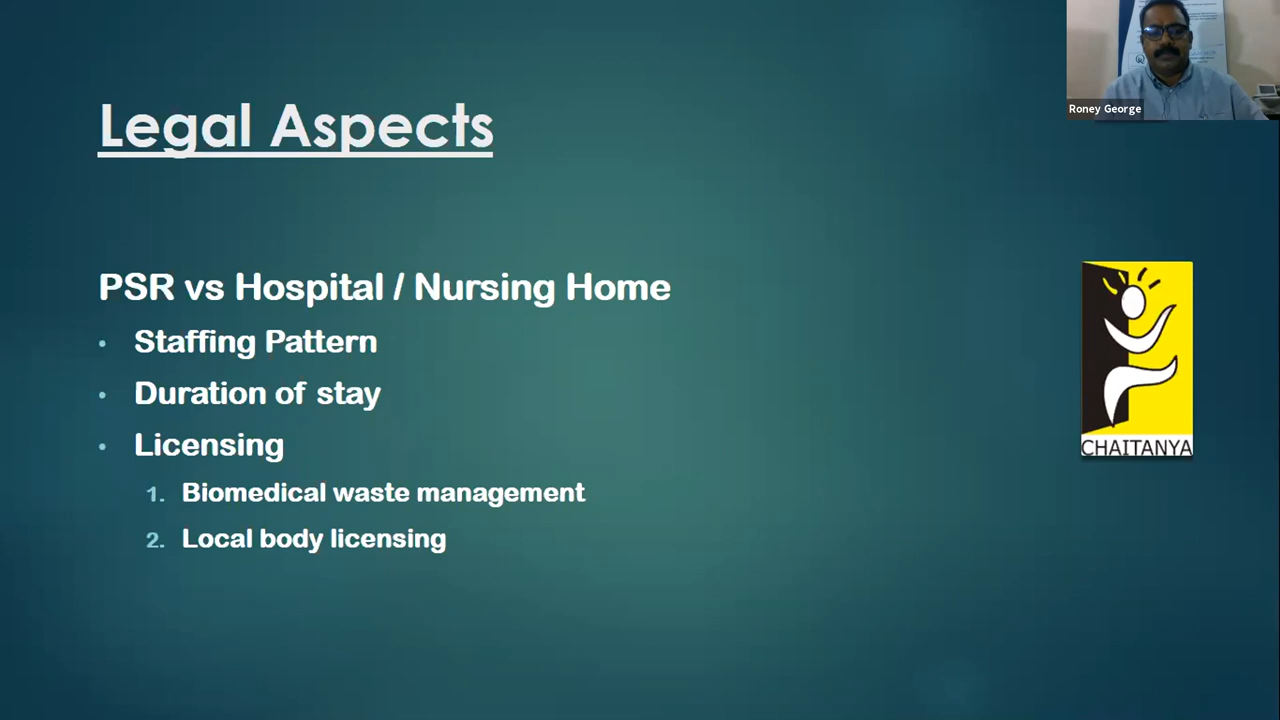 Legal Aspects
Roney George
PSR vs Hospital / Nursing Home
• Staffing Pattern
• Duration of stay
• Licensing
1. Biomedical waste management
2. Local body licensing
CHAITANYA